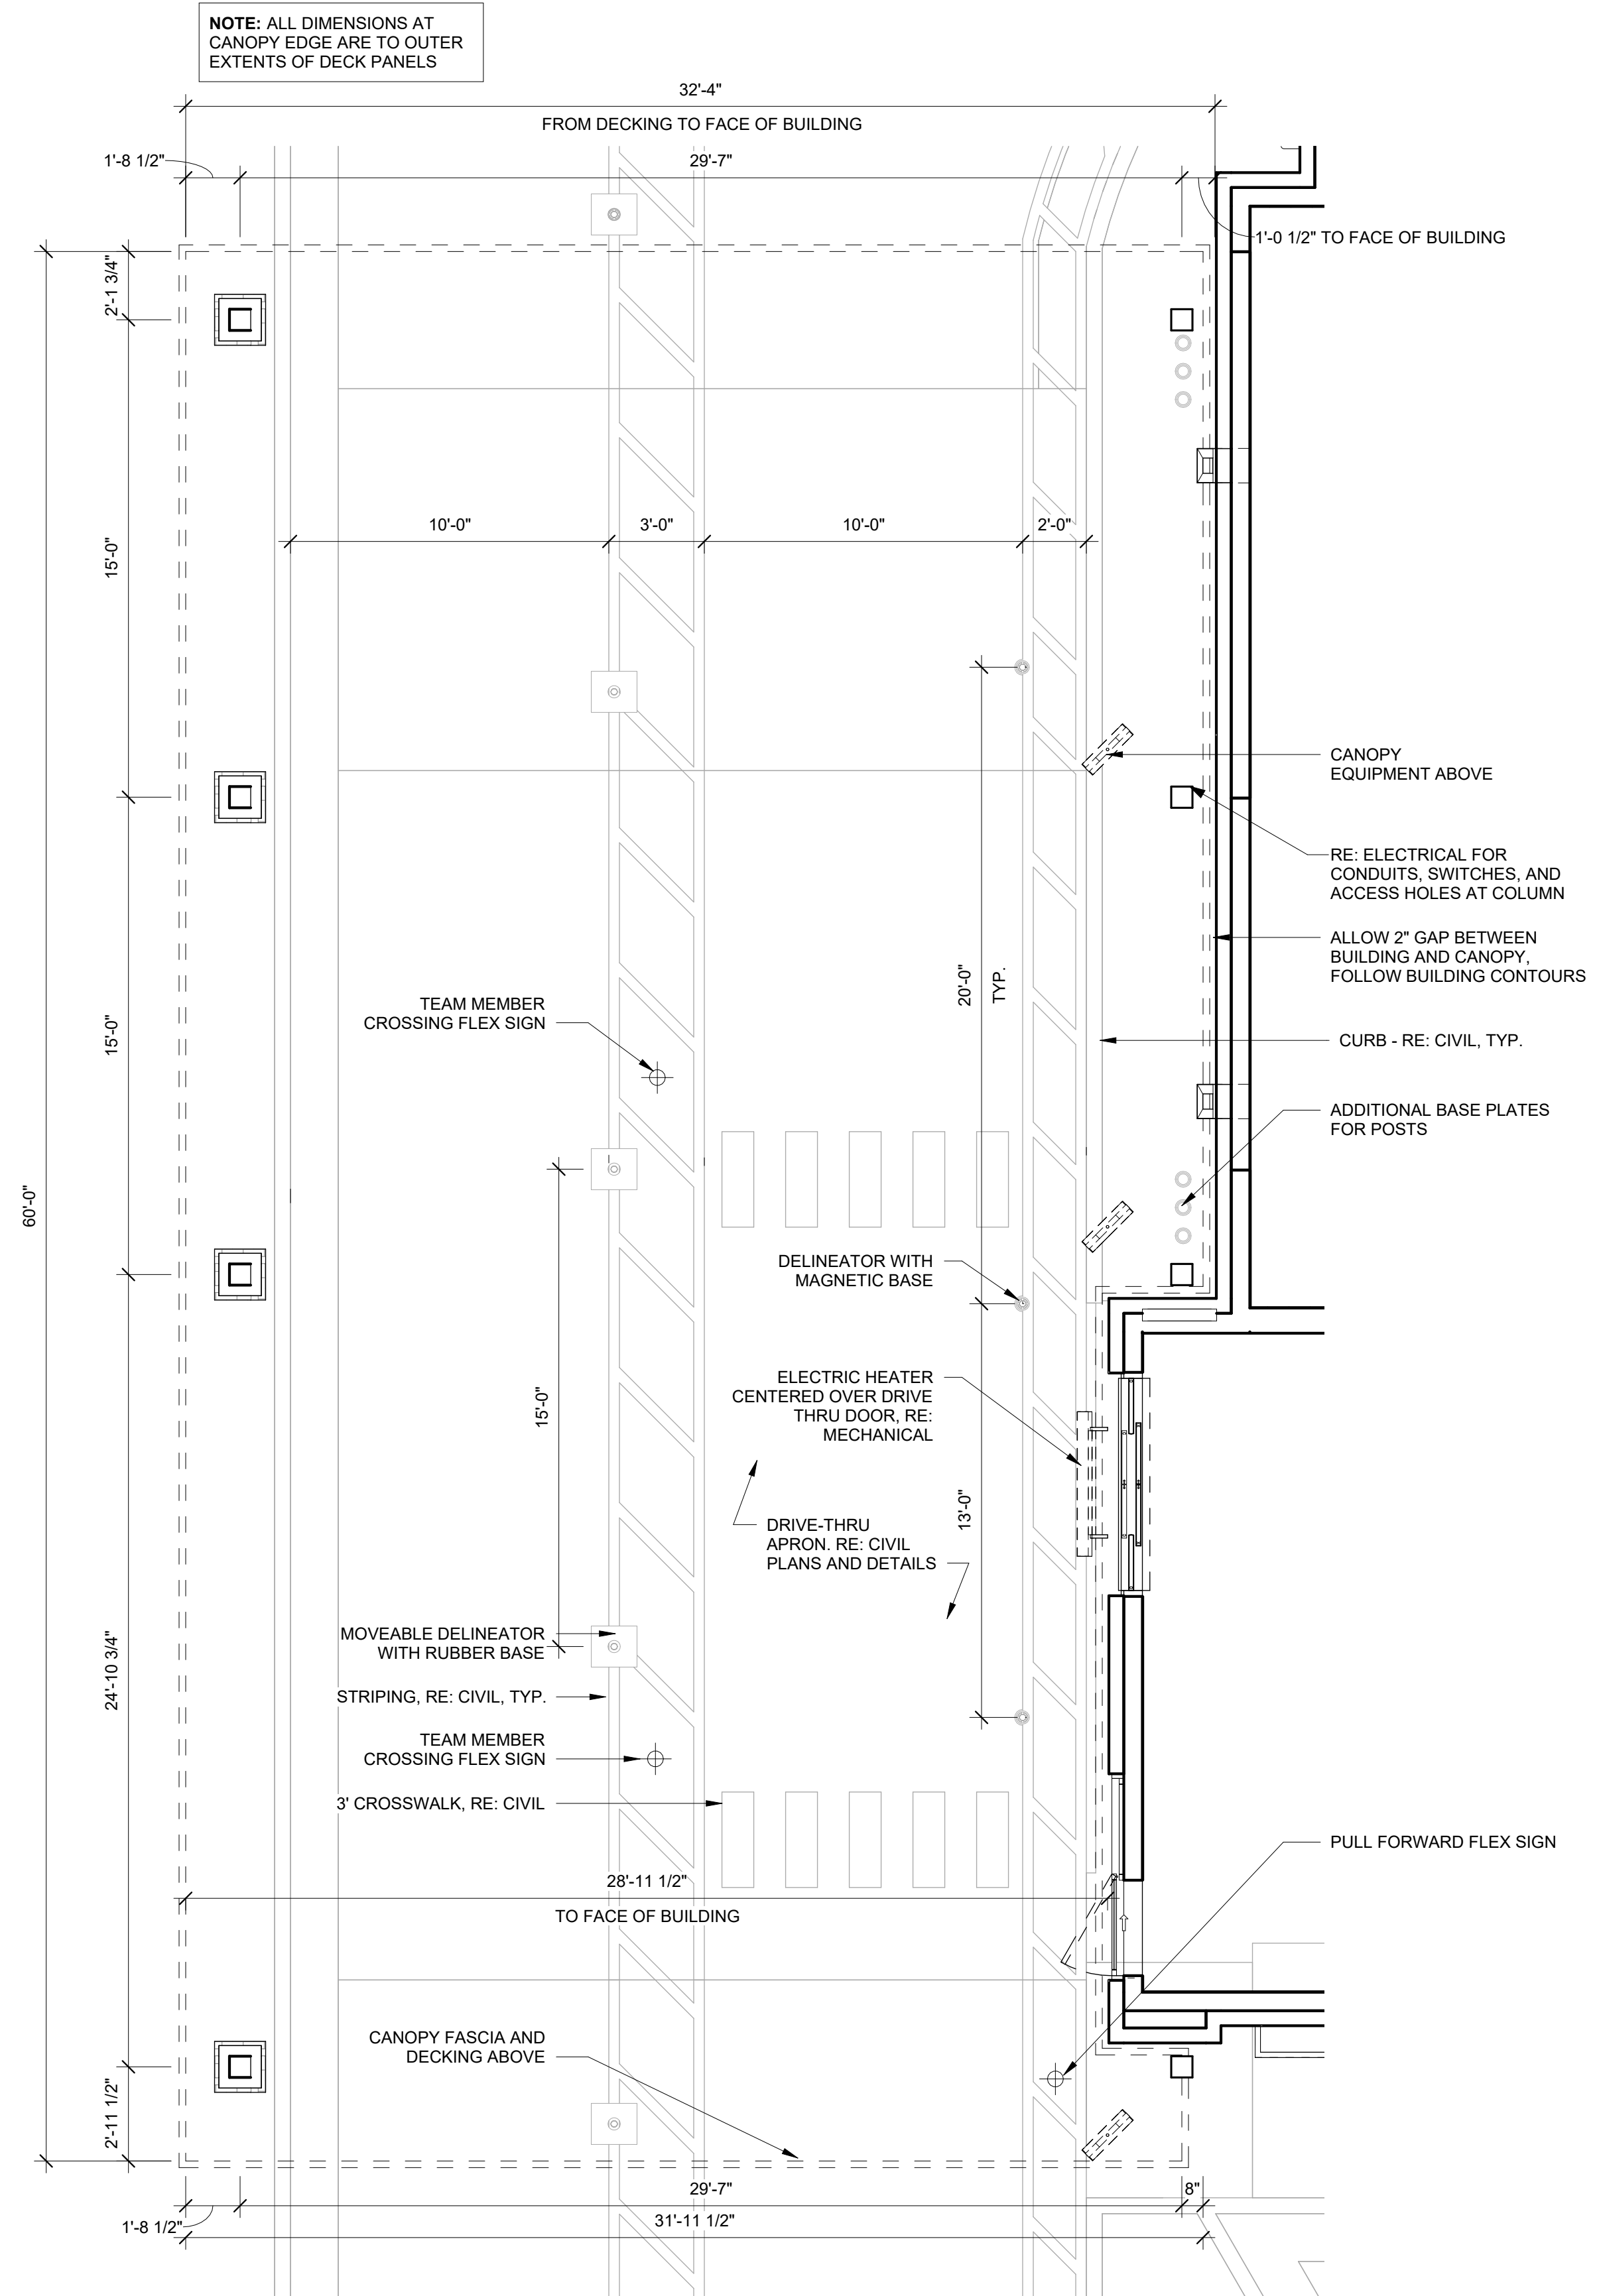 NOTE: ALL DIMENSIONS AT
CANOPY EDGE ARE TO OUTER
EXTENTS OF DECK PANELS
32'-4"
FROM DECKING TO FACE OF BUILDING
1'-8 1/2"
29'-7"
1'-0 1/2" TO FACE OF BUILDING
2'-1 3/4"
10'-0"
3'-0"
10'-0"
2'-0"
15'-0"
CANOPY
EQUIPMENT ABOVE
RE: ELECTRICAL FOR
CONDUITS, SWITCHES, AND
ACCESS HOLES AT COLUMN
ALLOW 2" GAP BETWEEN
BUILDING AND CANOPY,
FOLLOW BUILDING CONTOURS
20'-0"
TYP.
TEAM MEMBER
CROSSING FLEX SIGN
15'-0"
CURB - RE: CIVIL, TYP.
ADDITIONAL BASE PLATES
FOR POSTS
60'-0"
DELINEATOR WITH
MAGNETIC BASE
ELECTRIC HEATER
CENTERED OVER DRIVE
THRU DOOR, RE:
MECHANICAL
15'-0"
13'-0"
DRIVE-THRU
APRON. RE: CIVIL
PLANS AND DETAILS
MOVEABLE DELINEATOR
WITH RUBBER BASE
24'-10 3/4"
STRIPING, RE: CIVIL, TYP.
TEAM MEMBER
CROSSING FLEX SIGN
3' CROSSWALK, RE: CIVIL
PULL FORWARD FLEX SIGN
28'-11 1/2"
TO FACE OF BUILDING
CANOPY FASCIA AND
DECKING ABOVE
2'-11 1/2"
29'-7"
8"
1'-8 1/2"
31'-11 1/2"